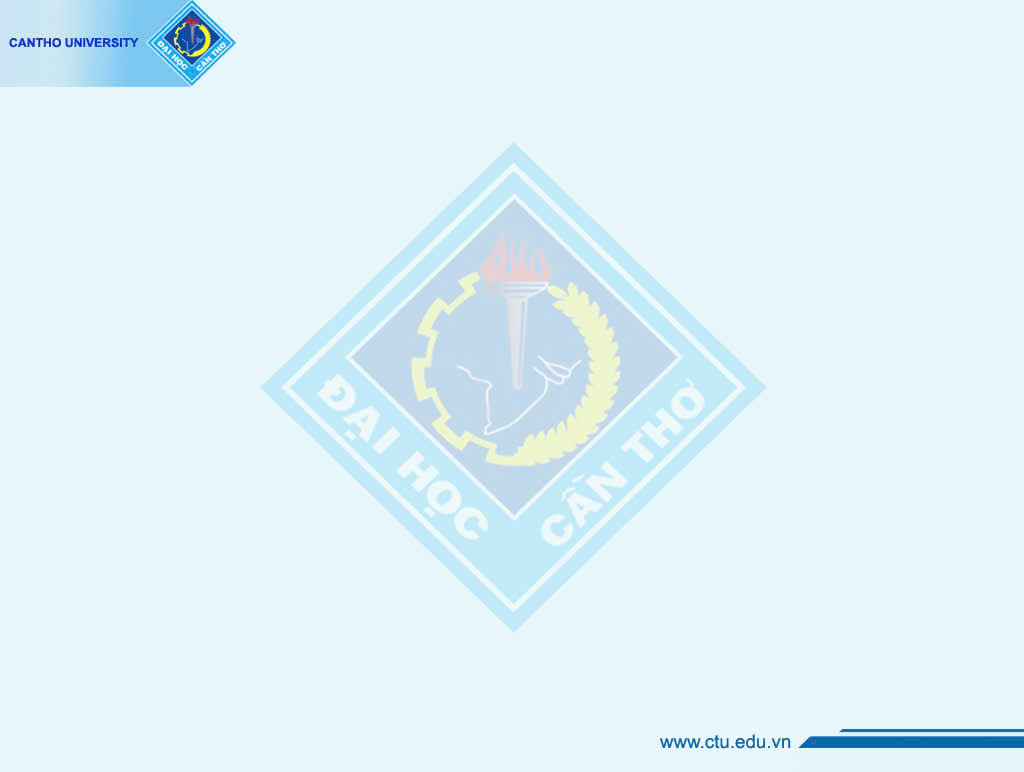 CANTHO UNIVERSITY
ĐẠI HỌC CẦN THƠ
ĐẠI HỌC CẦN THƠ
www.ctu.edu.vn